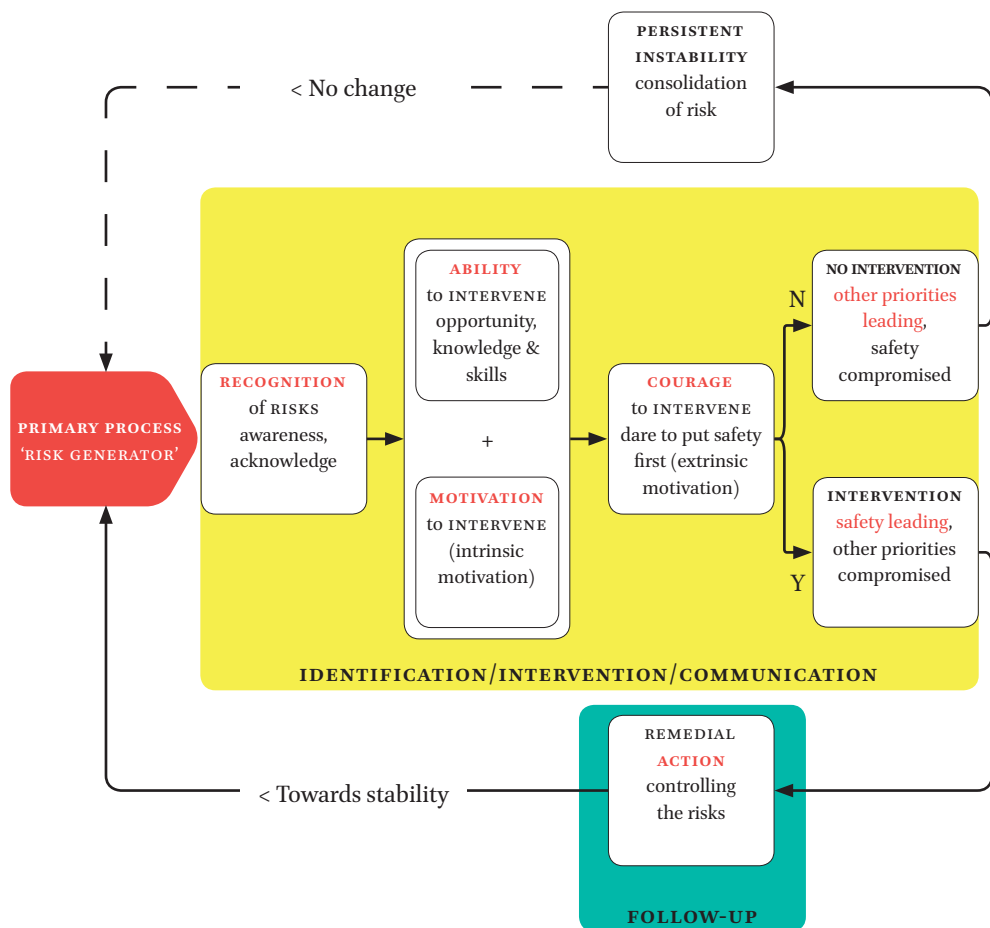 PERSISTENT
INSTABILITY
consolidation
of risk
< No change
PRIMARY PROCESS
‘RISK GENERATOR’
RECOGNITION
of RISKS
awareness,
acknowledge
ABILITY
to INTERVENE
opportunity,
knowledge &
skills
+
MOTIVATION
to INTERVENE
(intrinsic
motivation)
COURAGE
to INTERVENE
dare to put safety
first (extrinsic
motivation)
N
NO INTERVENTION
other priorities
leading,
safety
compromised
Y
INTERVENTION
safety leading,
other priorities
compromised
IDENTIFICATION/INTERVENTION/COMMUNICATION
REMEDIAL
ACTION
controlling
the risks
< Towards stability
FOLLOW-UP